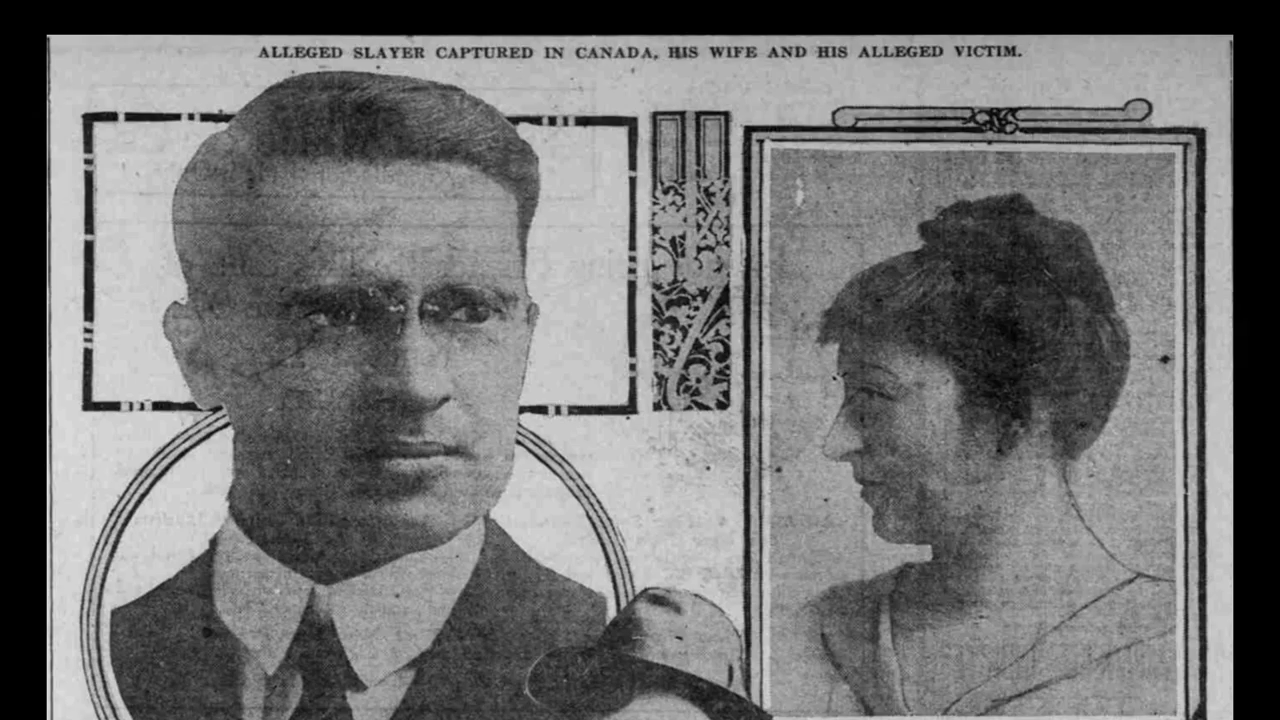 ALLEGED SLAYER CAPTURED IN CANADA, HIS WIFE AND HIS ALLEGED VICTIM.